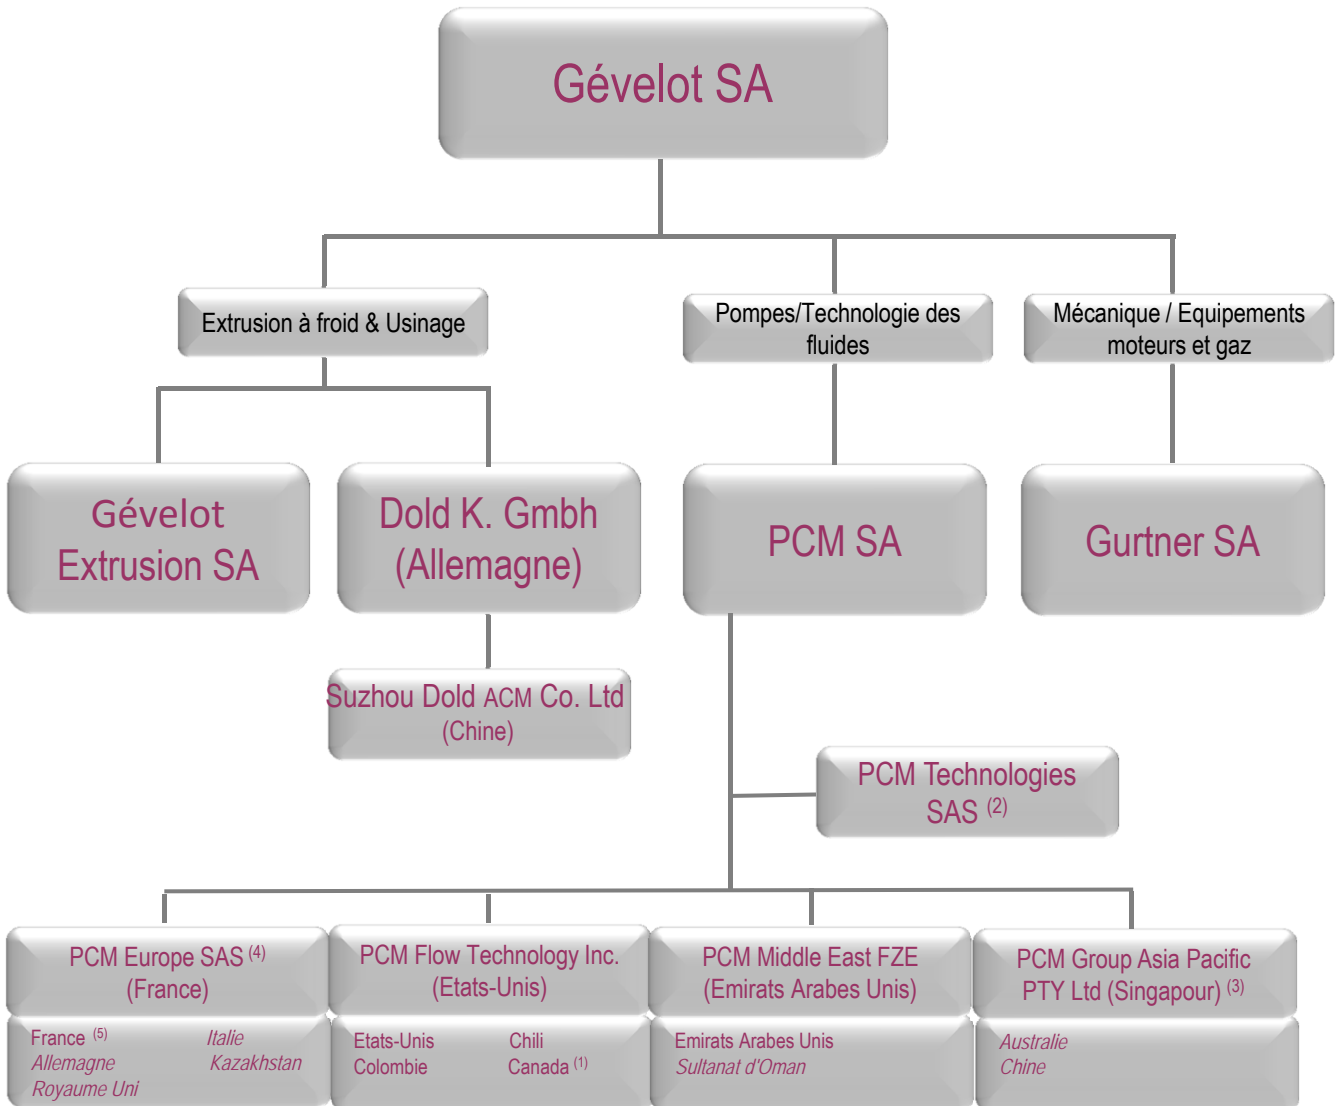 Gévelot SA
Extrusion à froid & Usinage
Pompes/Technologie des
fluides
Mécanique / Equipements
moteurs et gaz
Gévelot
Extrusion SA
Dold K. Gmbh
(Allemagne)
PCM SA
Gurtner SA
Suzhou Dold ACM Co. Ltd
(Chine)
PCM Technologies
SAS (2)
PCM Europe SAS (4)
(France)
PCM Flow Technology Inc.
(Etats-Unis)
PCM Middle East FZE
(Emirats Arabes Unis)
PCM Group Asia Pacific
PTY Ltd (Singapour) (3)
France (5) Italie
Allemagne Kazakhstan
Royaume Uni
Etats-Unis Chili
Colombie Canada (1)
Emirats Arabes Unis
Sultanat d'Oman
Australie
Chine